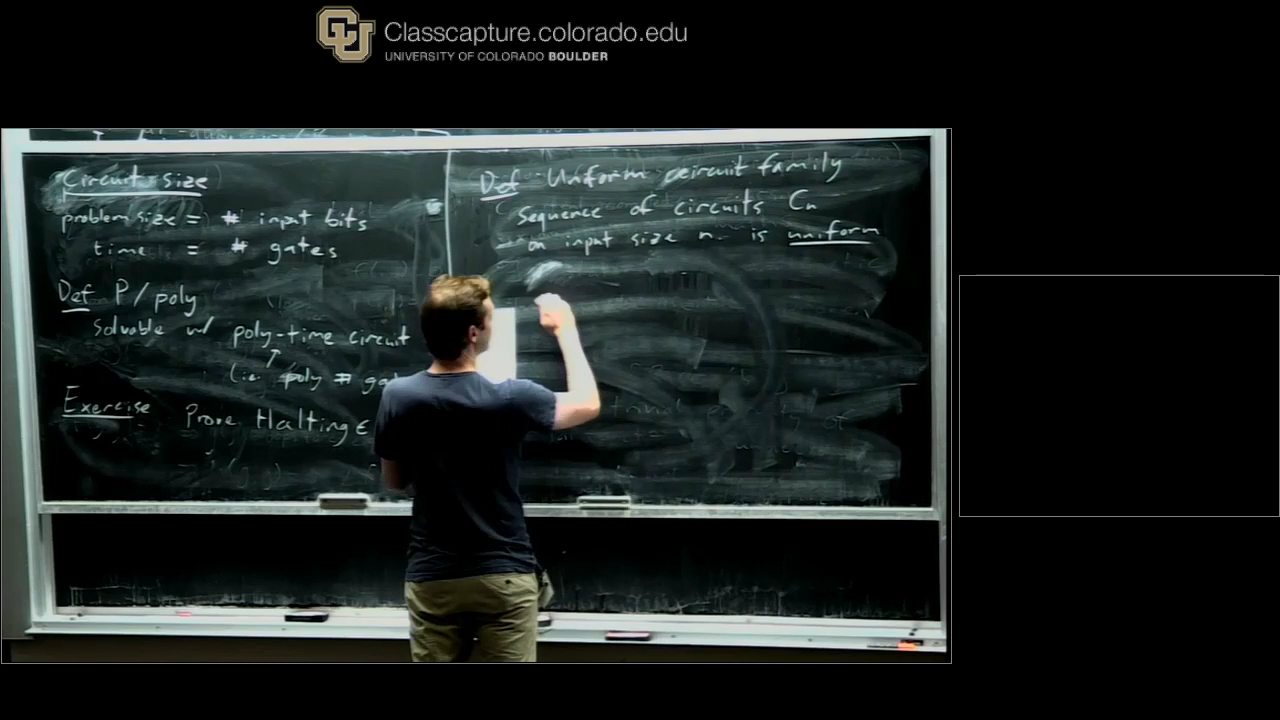 Classcapture.colorado.edu
UNIVERSITY OF COLORADO BOULDER
Circuit size
problem size = # input bits
time = # gates
Def P/poly
Solvable w/ poly-time circuit
(i.e. poly # ga
Exercise Prove Halting ∈
Def Uniform circuit family
Sequence of circuits Cn
on input size n is uniform